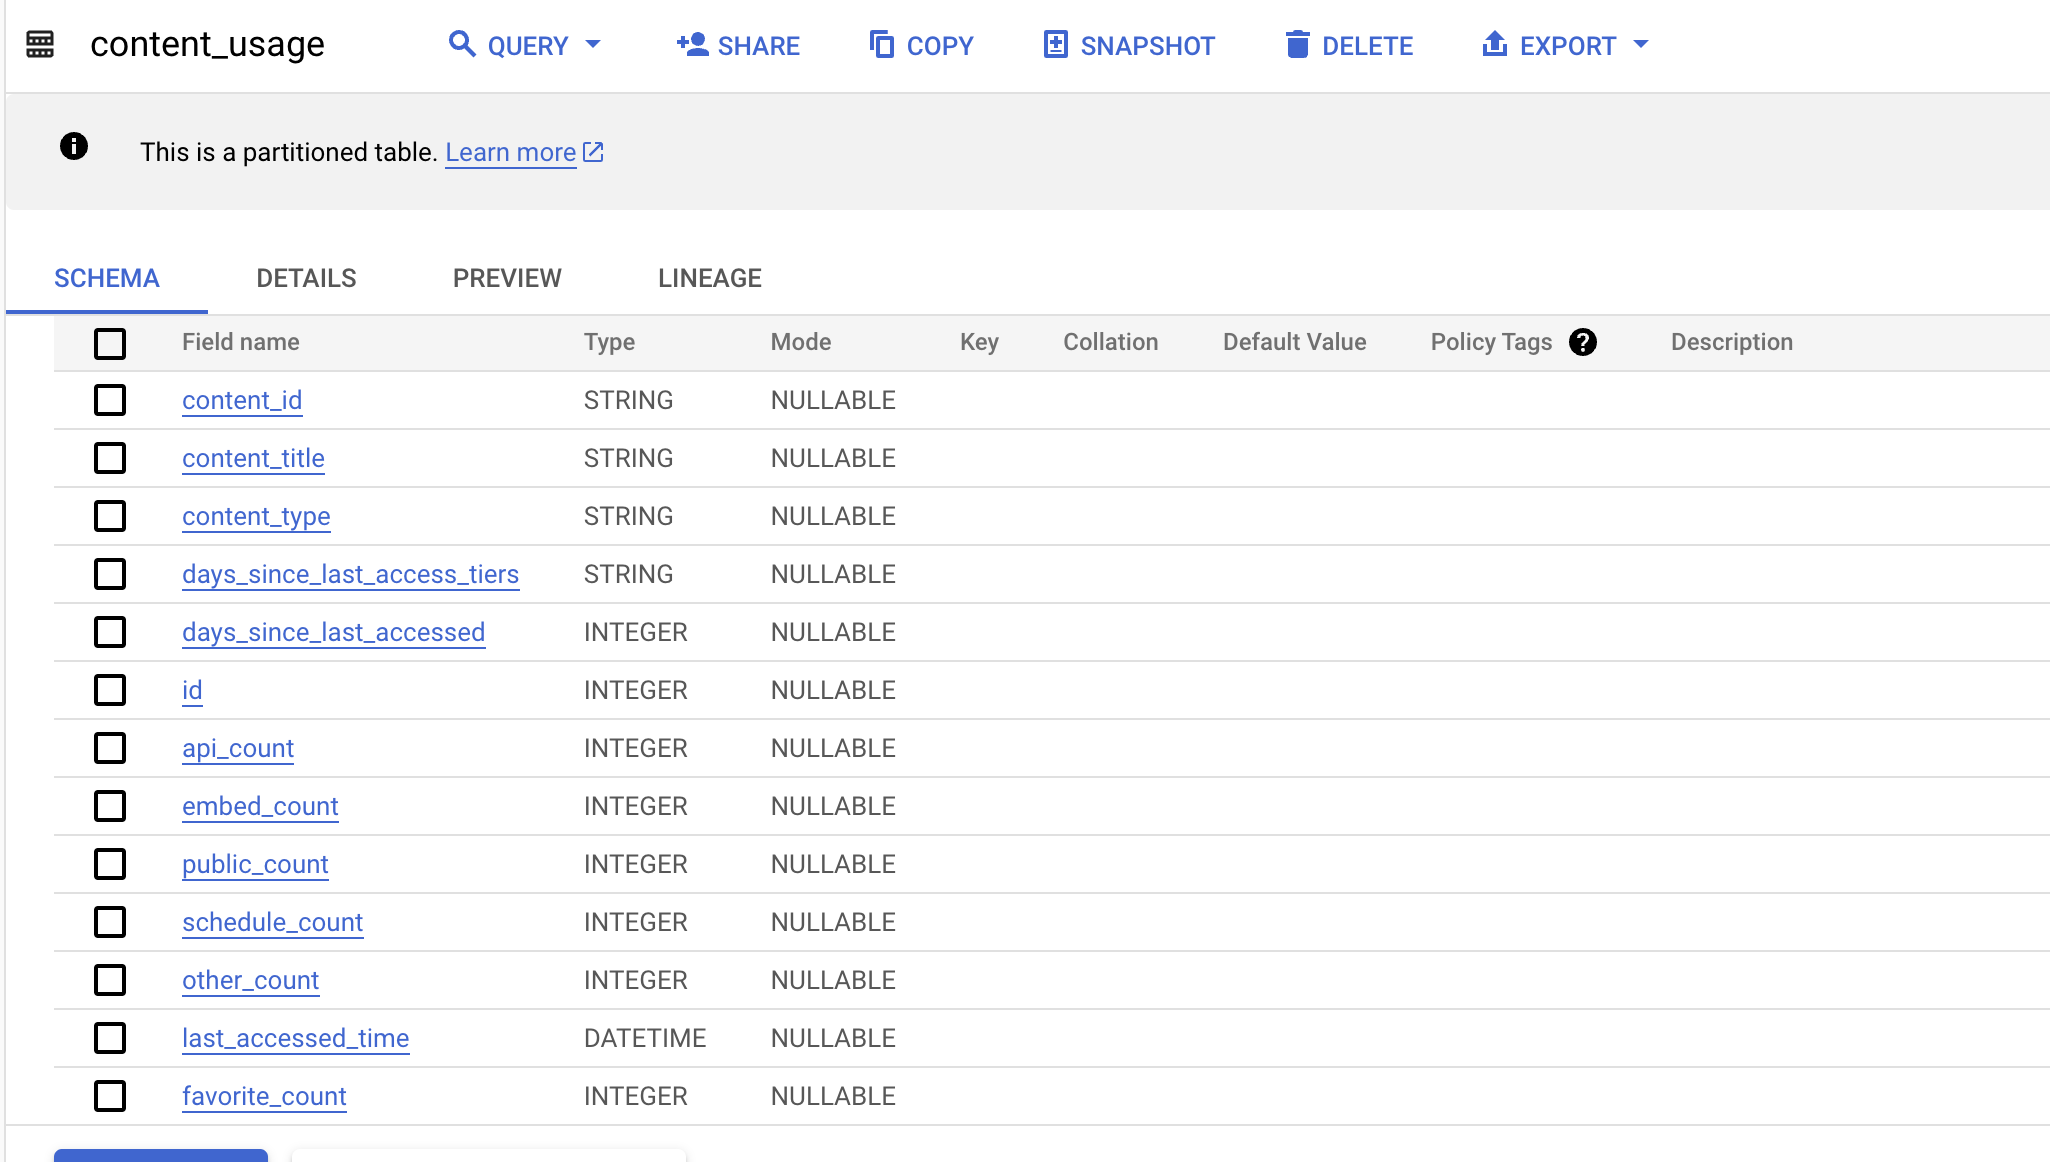 content_usage QUERY SHARE COPY SNAPSHOT DELETE EXPORT
This is a partitioned table. Learn more
SCHEMA DETAILS PREVIEW LINEAGE
Field name Type Mode Key Collation Default Value Policy Tags ? Description
content_id STRING NULLABLE
content_title STRING NULLABLE
content_type STRING NULLABLE
days_since_last_access_tiers STRING NULLABLE
days_since_last_accessed INTEGER NULLABLE
id INTEGER NULLABLE
api_count INTEGER NULLABLE
embed_count INTEGER NULLABLE
public_count INTEGER NULLABLE
schedule_count INTEGER NULLABLE
other_count INTEGER NULLABLE
last_accessed_time DATETIME NULLABLE
favorite_count INTEGER NULLABLE